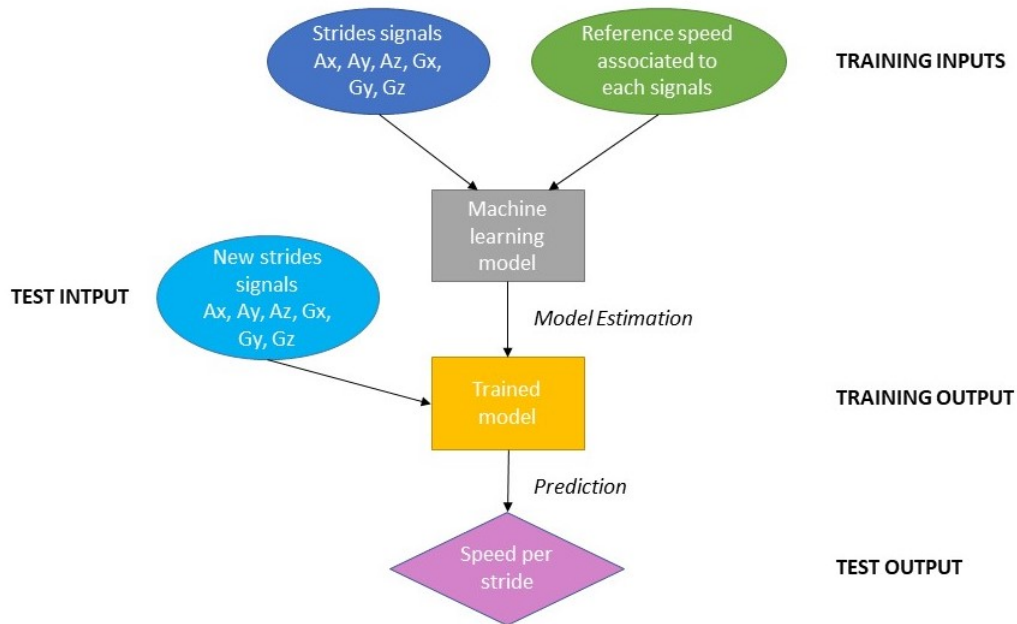 Strides signals
Ax, Ay, Az, Gx,
Gy, Gz
Reference speed
associated to
each signals
TRAINING INPUTS
Machine
learning
model
New strides
signals
Ax, Ay, Az, Gx,
Gy, Gz
TEST INTPUT
Model Estimation
Trained
model
TRAINING OUTPUT
Prediction
Speed per
stride
TEST OUTPUT